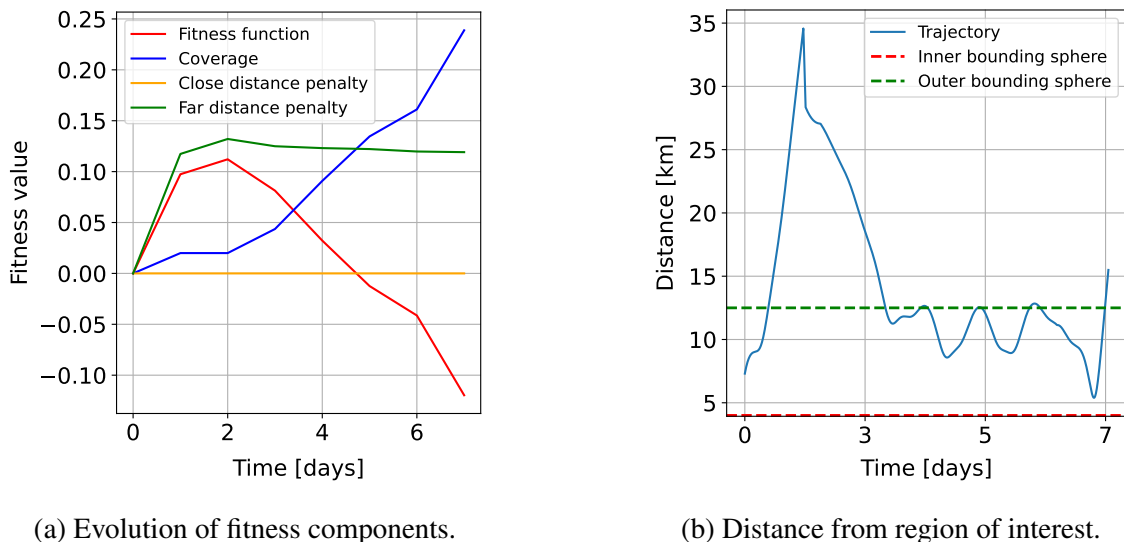 0.25
0.20
0.15
0.10
0.05
0.00
−0.05
−0.10
Fitness value
Fitness function
Coverage
Close distance penalty
Far distance penalty
0 2 4 6
Time [days]
(a) Evolution of fitness components.
35
30
25
20
15
10
5
Distance [km]
Trajectory
Inner bounding sphere
Outer bounding sphere
0 3 5 7
Time [days]
(b) Distance from region of interest.